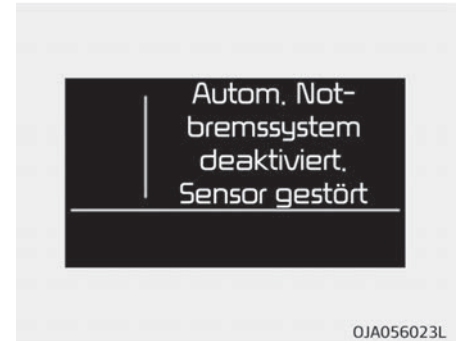 Autom. Not-
bremssystem
deaktiviert.
Sensor gestört
OJA056023L